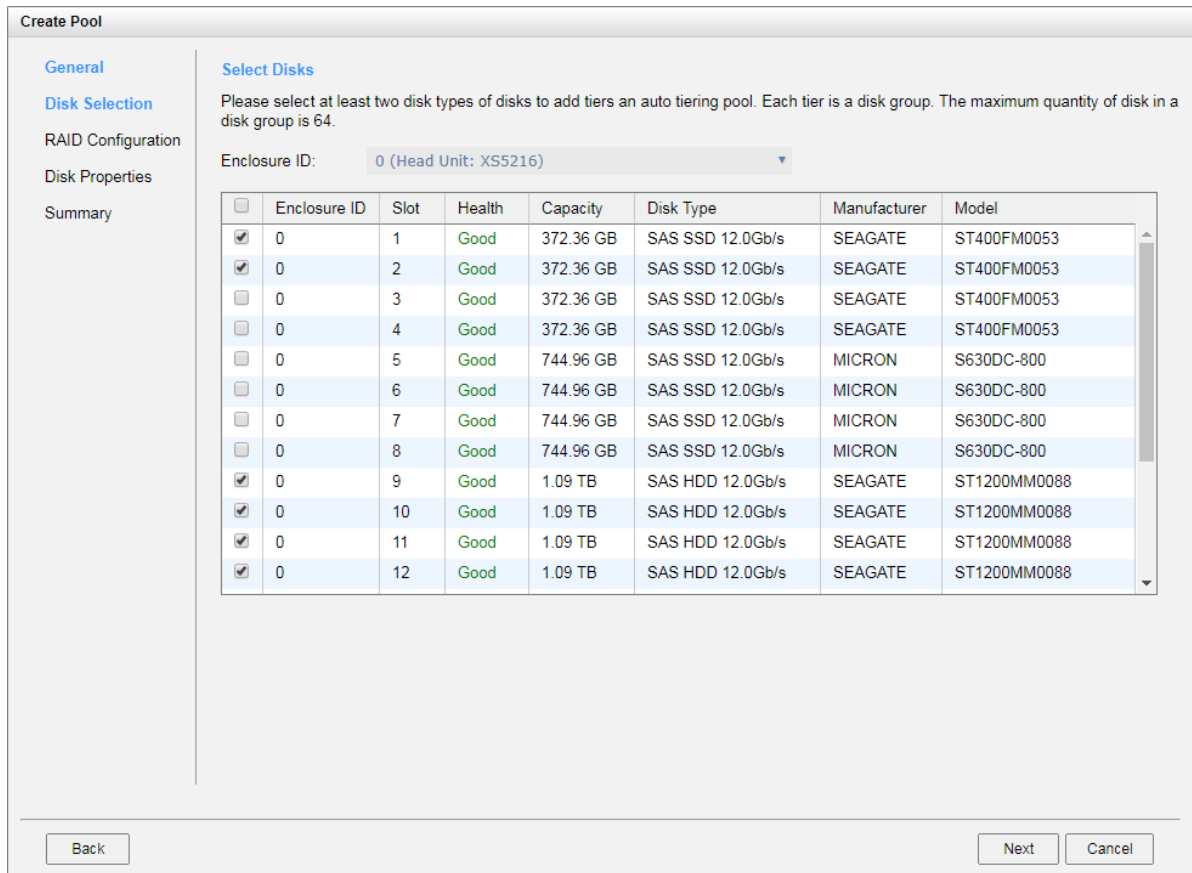 Create Pool
General
Disk Selection
RAID Configuration
Disk Properties
Summary
Select Disks
Please select at least two disk types of disks to add tiers an auto tiering pool. Each tier is a disk group. The maximum quantity of disk in a
disk group is 64.
Enclosure ID: 0 (Head Unit: XS5216)
Enclosure ID Slot Health Capacity Disk Type Manufacturer Model
0 1 Good 372.36 GB SAS SSD 12.0Gb/s SEAGATE ST400FM0053
0 2 Good 372.36 GB SAS SSD 12.0Gb/s SEAGATE ST400FM0053
0 3 Good 372.36 GB SAS SSD 12.0Gb/s SEAGATE ST400FM0053
0 4 Good 372.36 GB SAS SSD 12.0Gb/s SEAGATE ST400FM0053
0 5 Good 744.96 GB SAS SSD 12.0Gb/s MICRON S630DC-800
0 6 Good 744.96 GB SAS SSD 12.0Gb/s MICRON S630DC-800
0 7 Good 744.96 GB SAS SSD 12.0Gb/s MICRON S630DC-800
0 8 Good 744.96 GB SAS SSD 12.0Gb/s MICRON S630DC-800
0 9 Good 1.09 TB SAS HDD 12.0Gb/s SEAGATE ST1200MM0088
0 10 Good 1.09 TB SAS HDD 12.0Gb/s SEAGATE ST1200MM0088
0 11 Good 1.09 TB SAS HDD 12.0Gb/s SEAGATE ST1200MM0088
0 12 Good 1.09 TB SAS HDD 12.0Gb/s SEAGATE ST1200MM0088
Back Next Cancel